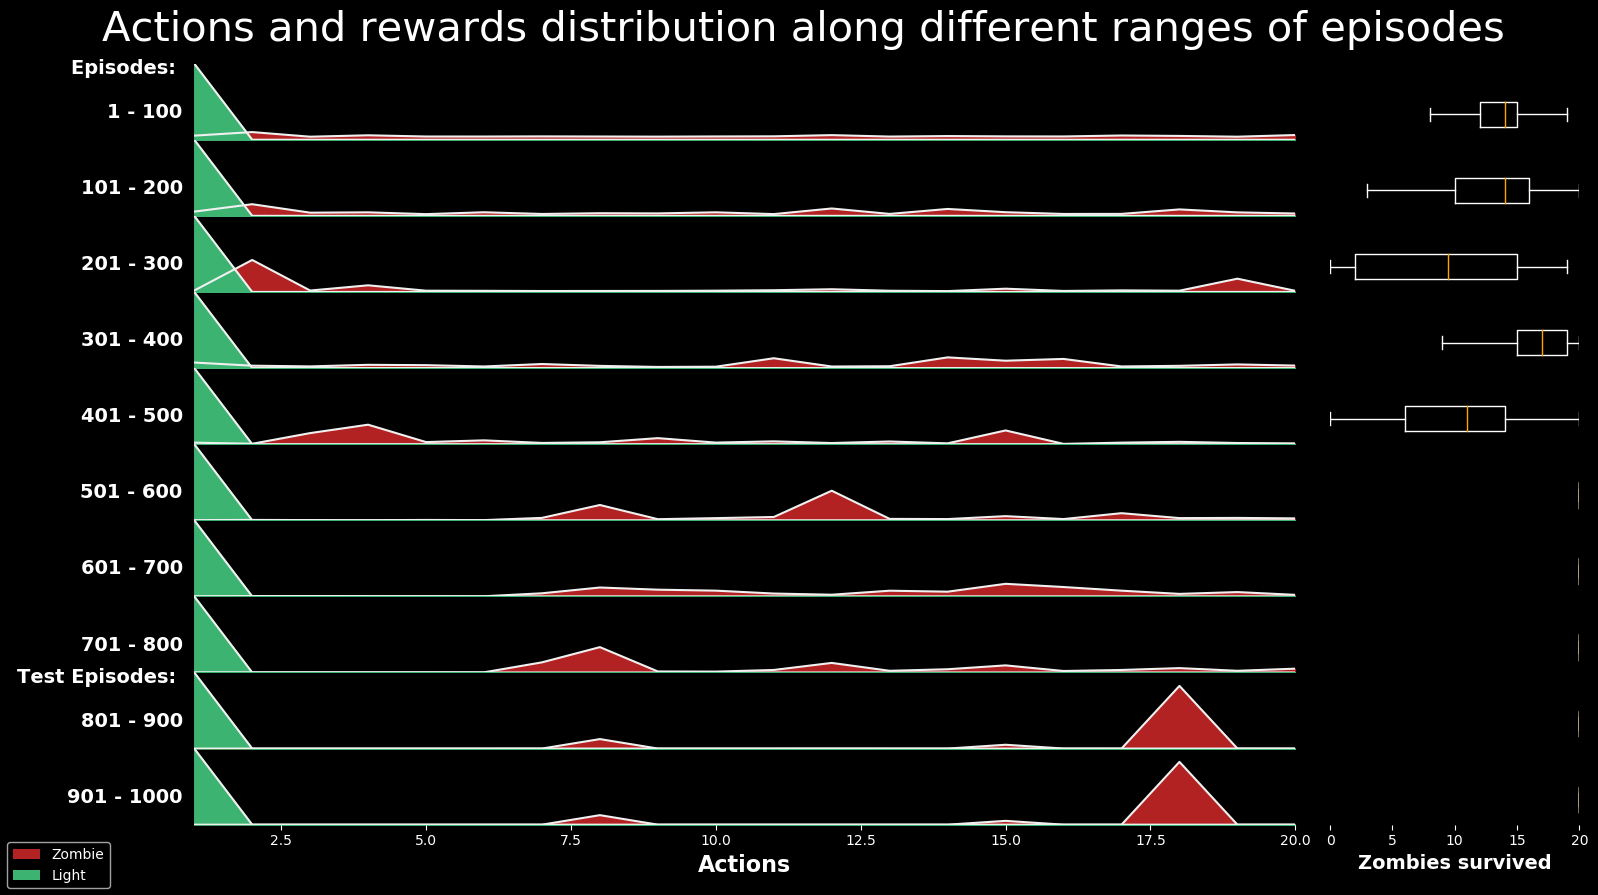 Actions and rewards distribution along different ranges of episodes
Episodes:
1 - 100
101 - 200
201 - 300
301 - 400
401 - 500
501 - 600
601 - 700
701 - 800
Test Episodes:
801 - 900
901 - 1000
2.5 5.0 7.5 10.0 12.5 15.0 17.5 20.0
0 5 10 15 20
Actions
Zombies survived
Zombie
Light